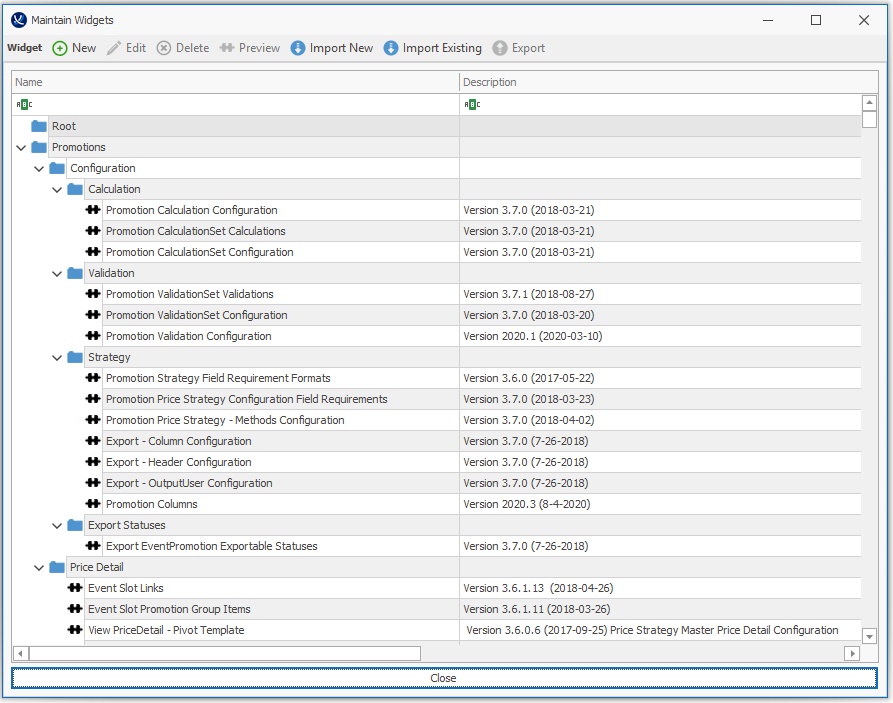 Maintain Widgets
Widget New Edit Delete Preview Import New Import Existing Export
Name Description
ABC ABC
Root
Promotions
Configuration
Calculation
Promotion Calculation Configuration Version 3.7.0 (2018-03-21)
Promotion CalculationSet Calculations Version 3.7.0 (2018-03-21)
Promotion CalculationSet Configuration Version 3.7.0 (2018-03-21)
Validation
Promotion ValidationSet Validations Version 3.7.1 (2018-08-27)
Promotion ValidationSet Configuration Version 3.7.0 (2018-03-20)
Promotion Validation Configuration Version 2020.1 (2020-03-10)
Strategy
Promotion Strategy Field Requirement Formats Version 3.6.0 (2017-05-22)
Promotion Price Strategy Configuration Field Requirements Version 3.7.0 (2018-03-23)
Promotion Price Strategy - Methods Configuration Version 3.7.0 (2018-04-02)
Export - Column Configuration Version 3.7.0 (7-26-2018)
Export - Header Configuration Version 3.7.0 (7-26-2018)
Export - OutputUser Configuration Version 3.7.0 (7-26-2018)
Promotion Columns Version 2020.3 (8-4-2020)
Export Statuses
Export EventPromotion Exportable Statuses Version 3.7.0 (7-26-2018)
Price Detail
Event Slot Links Version 3.6.1.13 (2018-04-26)
Event Slot Promotion Group Items Version 3.6.1.11 (2018-03-26)
View PriceDetail - Pivot Template Version 3.6.0.6 (2017-09-25) Price Strategy Master Price Detail Configuration
Close